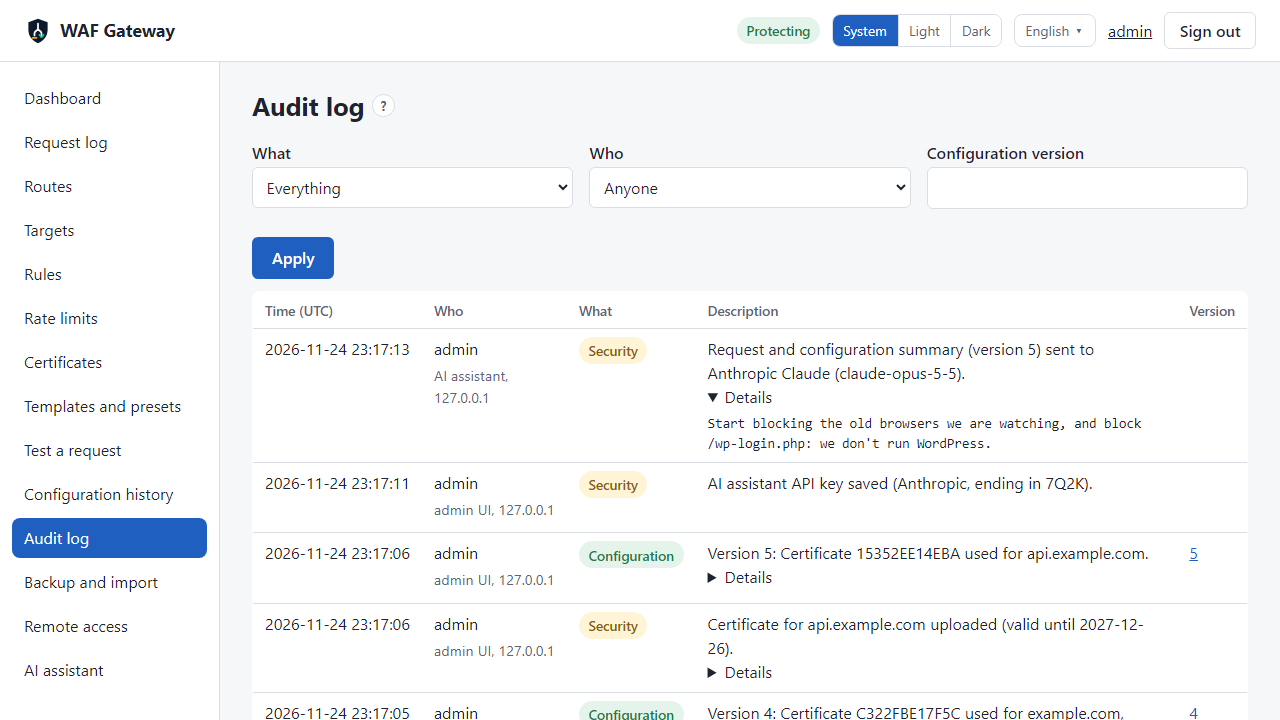 WAF Gateway
Protecting
System Light Dark
English
admin
Sign out
Dashboard
Request log
Routes
Targets
Rules
Rate limits
Certificates
Templates and presets
Test a request
Configuration history
Audit log
Backup and import
Remote access
AI assistant
Audit log ?
What
Everything
Who
Anyone
Configuration version
Apply
Time (UTC) Who What Description Version
2026-11-24 23:17:13 admin Security Request and configuration summary (version 5) sent to
AI assistant, Anthropic Claude (claude-opus-5-5).
127.0.0.1 Details
Start blocking the old browsers we are watching, and block
/wp-login.php: we don't run WordPress.
2026-11-24 23:17:11 admin Security AI assistant API key saved (Anthropic, ending in 7Q2K).
admin UI, 127.0.0.1
2026-11-24 23:17:06 admin Configuration Version 5: Certificate 15352EE14EBA used for api.example.com. 5
admin UI, 127.0.0.1 Details
2026-11-24 23:17:06 admin Security Certificate for api.example.com uploaded (valid until 2027-12-
admin UI, 127.0.0.1 26).
Details
2026-11-24 23:17:05 admin Configuration Version 4: Certificate C322FBE17F5C used for example.com, 4